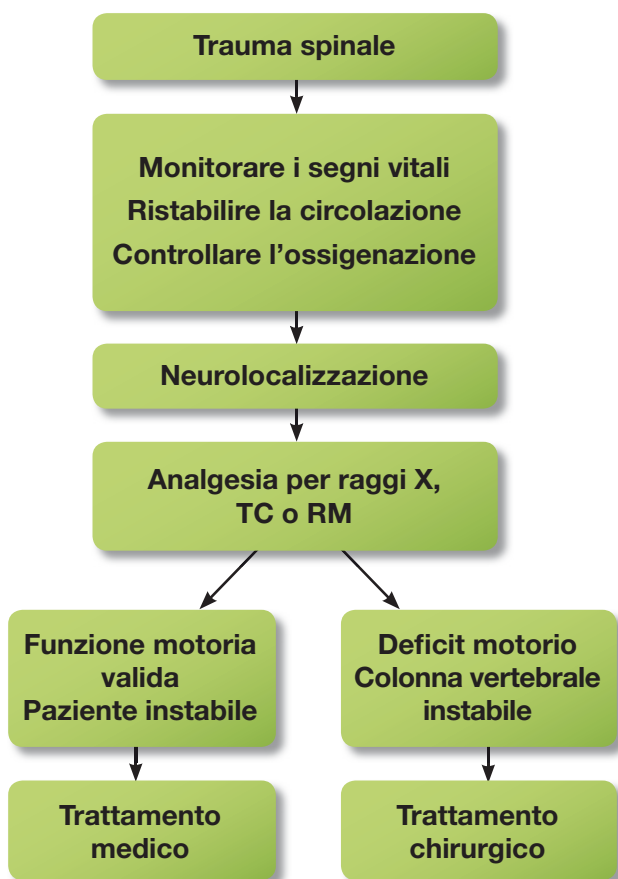 Trauma spinale
Monitorare i segni vitali
Ristabilire la circolazione
Controllare l’ossigenazione
Neurolocalizzazione
Analgesia per raggi X,
TC o RM
Funzione motoria
valida
Paziente instabile
Deficit motorio
Colonna vertebrale
instabile
Trattamento
medico
Trattamento
chirurgico